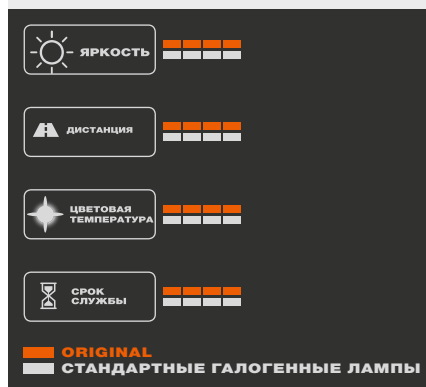 ЯРКОСТЬ
ДИСТАНЦИЯ
ЦВЕТОВАЯ
ТЕМПЕРАТУРА
СРОК
СЛУЖБЫ
ORIGINAL
СТАНДАРТНЫЕ ГАЛОГЕННЫЕ ЛАМПЫ